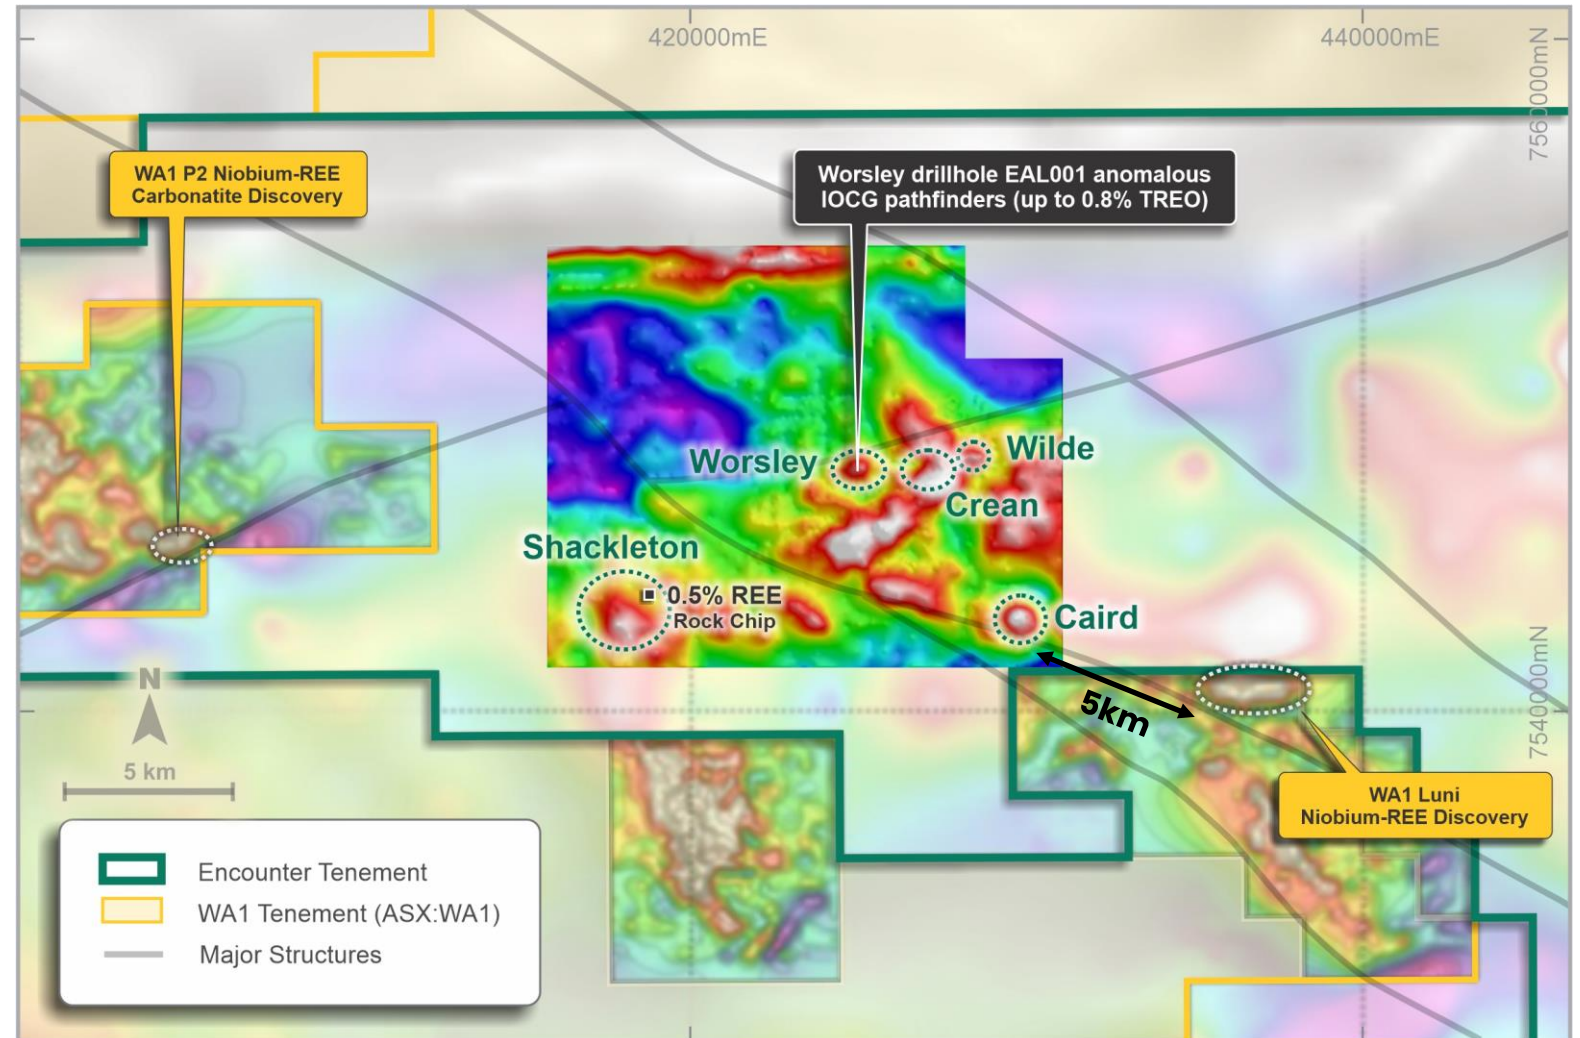 420000mE
440000mE
7560000mN
WA1 P2 Niobium-REE
Carbonatite Discovery
Worsley drillhole EAL001 anomalous
IOCG pathfinders (up to 0.8% TREO)
Worsley
Wilde
Crean
Shackleton
0.5% REE
Rock Chip
Caird
5km
7540000mN
N
5 km
WA1 Luni
Niobium-REE Discovery
Encounter Tenement
WA1 Tenement (ASX:WA1)
Major Structures